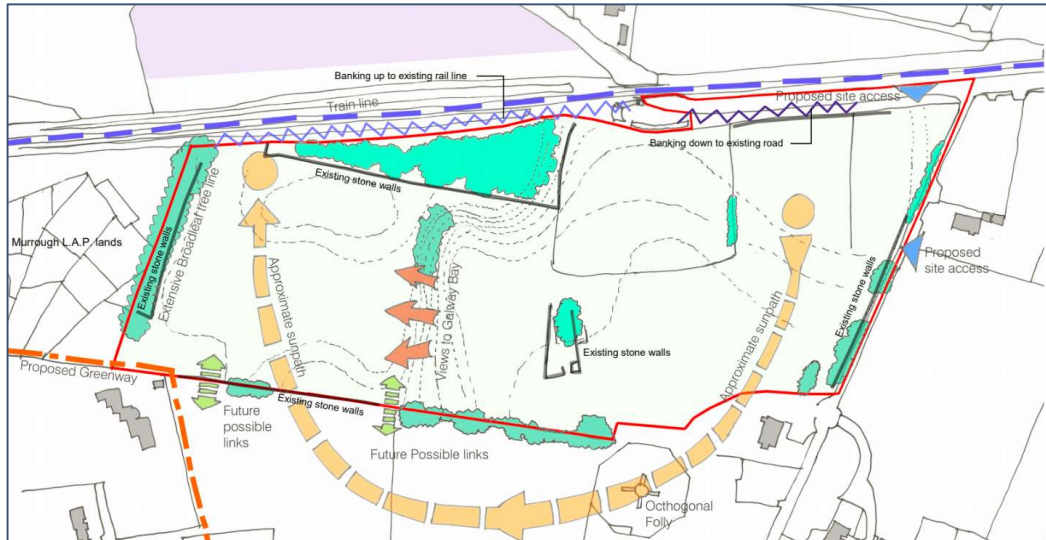 Banking up to existing rail line
Train line
Proposed site access
Banking down to existing road
Existing stone walls
Murrough L.A.P. lands
Existing stone walls
Extensive Broadleaf tree line
Approximate sunpath
Views to Galway Bay
Existing stone walls
Approximate sunpath
Proposed
site access
Existing stone walls
Proposed Greenway
Future
possible
links
Existing stone walls
Future Possible links
Octhogonal
Folly